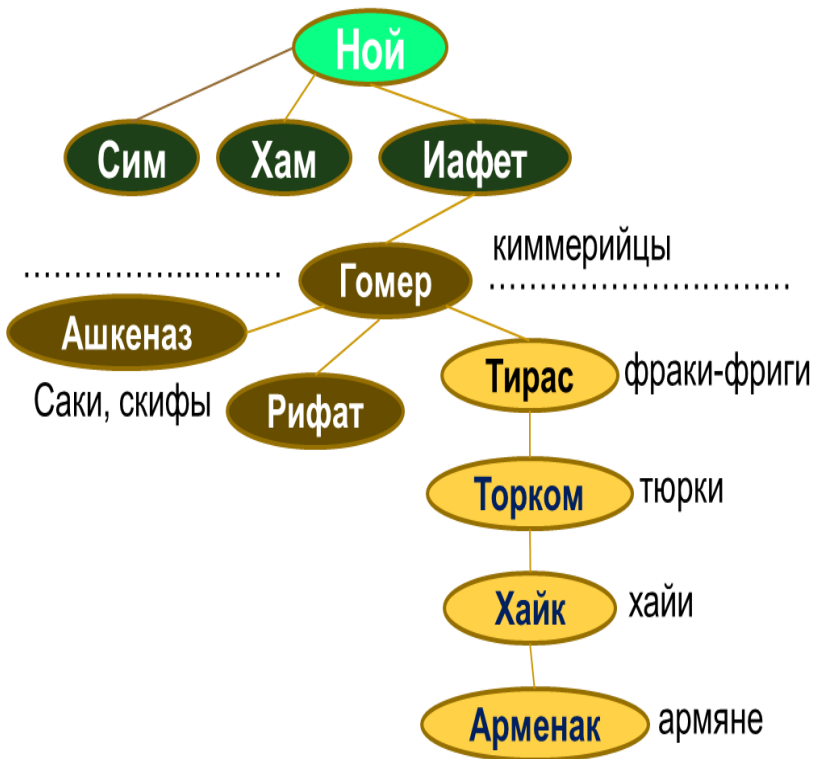 Ной
Сим Хам Иафет
киммерийцы
Гомер
Ашкеназ
Тирас фраки-фриги
Саки, скифы Рифат
Торком тюрки
Хайк хайи
Арменак армяне